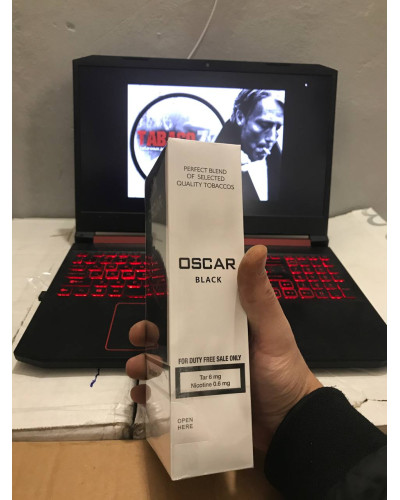 TABACO
PERFECT BLEND
OF SELECTED
QUALITY TOBACCOS
OSCAR
BLACK
FOR DUTY FREE SALE ONLY
Tar 6 mg
Nicotine 0.6 mg
OPEN
HERE